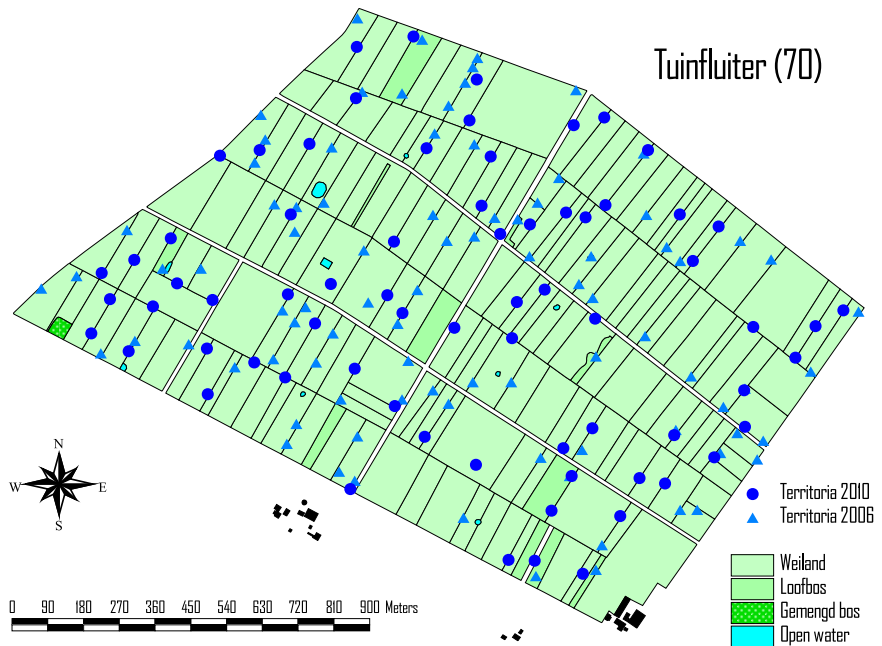 Tuinfluiter (70)
N
W E
S
Territoria 2010
Territoria 2006
Weiland
Loofbos
Gemengd bos
Open water
0 90 180 270 360 450 540 630 720 810 900 Meters